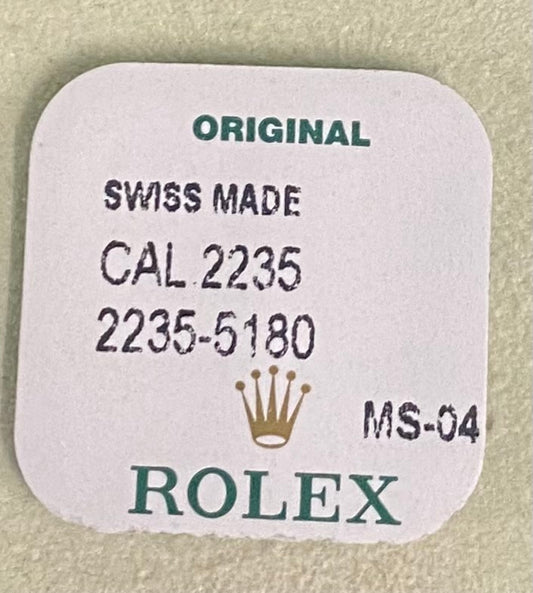 ORIGINAL
SWISS MADE
CAL.2235
2235-5180
MS-04
ROLEX